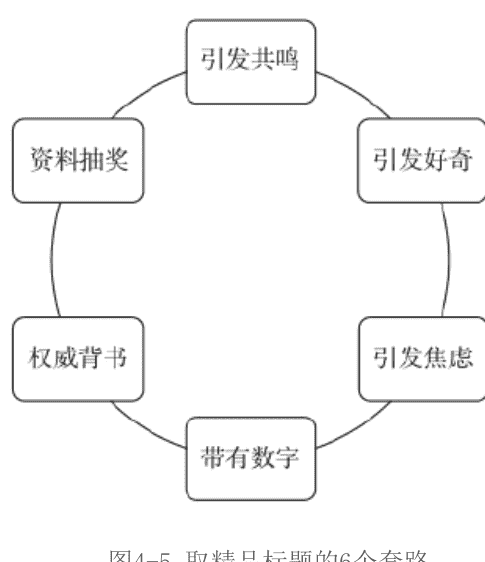 引发共鸣
引发好奇
引发焦虑
带有数字
权威背书
资料抽奖
图4-5 取精品标题的6个套路